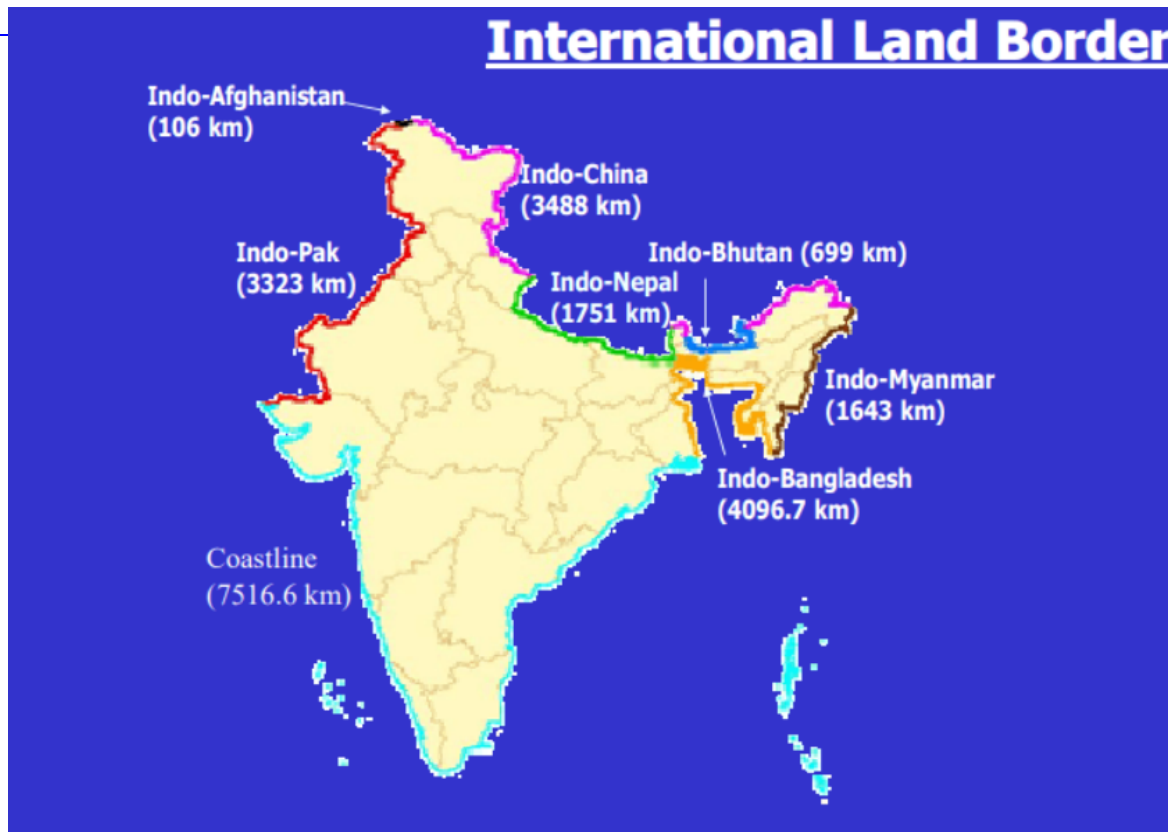 International Land Border
Indo-Afghanistan
(106 km)
Indo-China
(3488 km)
Indo-Pak
(3323 km)
Indo-Bhutan (699 km)
Indo-Nepal
(1751 km)
Indo-Myanmar
(1643 km)
Indo-Bangladesh
(4096.7 km)
Coastline
(7516.6 km)